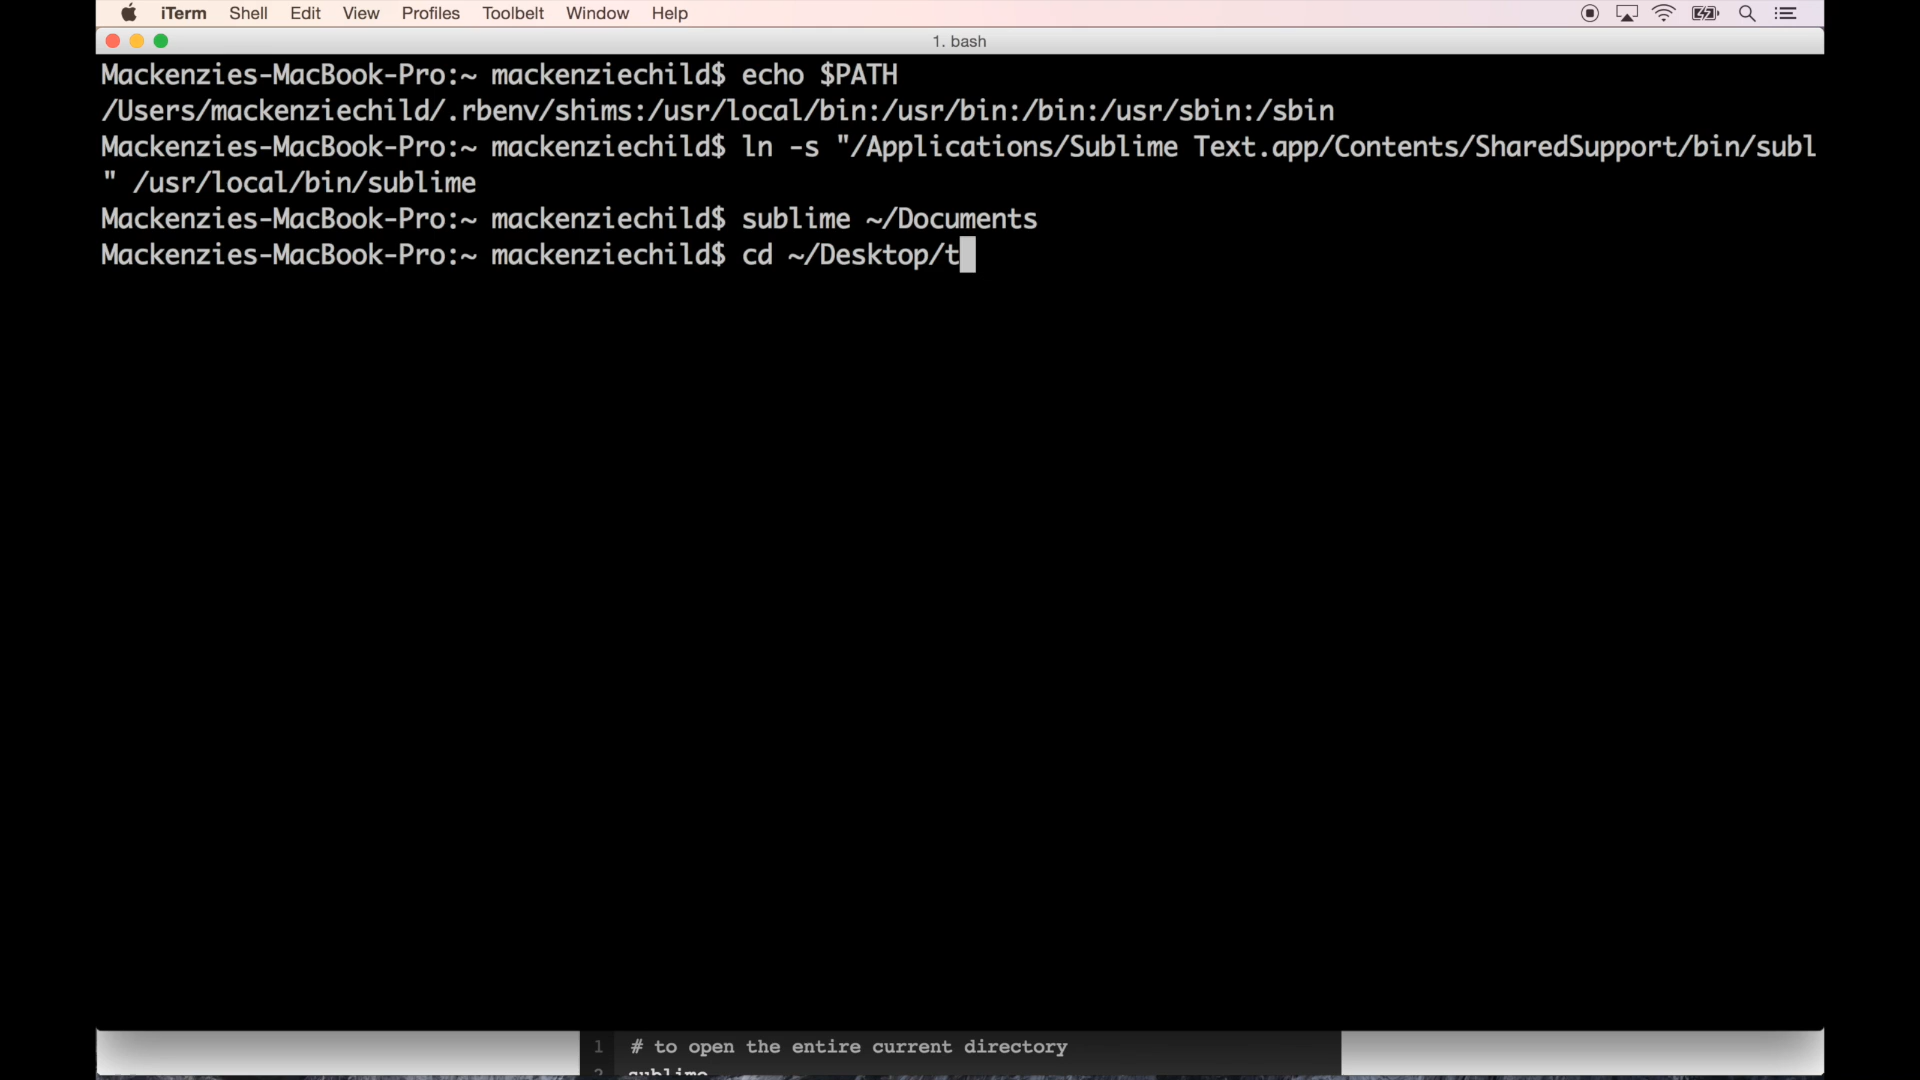 iTerm Shell Edit View Profiles Toolbelt Window Help
1. bash
Mackenzies-MacBook-Pro:~ mackenziechild$ echo $PATH
/Users/mackenziechild/.rbenv/shims:/usr/local/bin:/usr/bin:/bin:/usr/sbin:/sbin
Mackenzies-MacBook-Pro:~ mackenziechild$ ln -s "/Applications/Sublime Text.app/Contents/SharedSupport/bin/subl
" /usr/local/bin/sublime
Mackenzies-MacBook-Pro:~ mackenziechild$ sublime ~/Documents
Mackenzies-MacBook-Pro:~ mackenziechild$ cd ~/Desktop/t
1 # to open the entire current directory
2 sublime